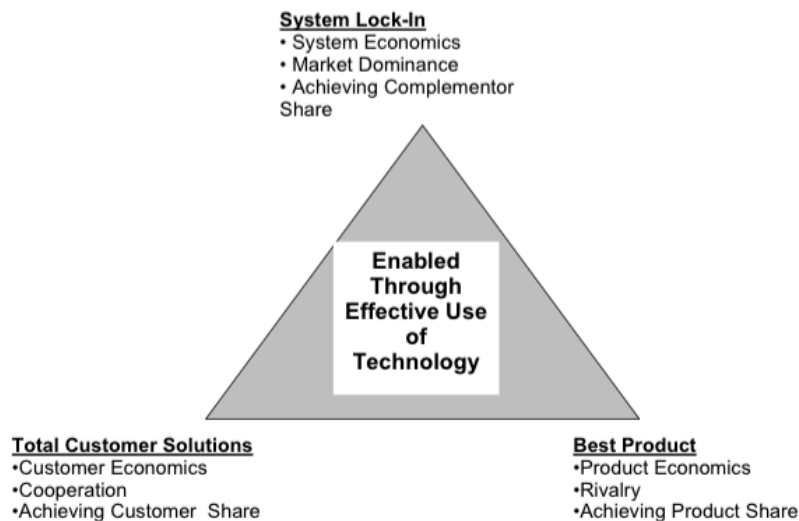 System Lock-In
• System Economics
• Market Dominance
• Achieving Complementor
Share
Enabled
Through
Effective Use
of
Technology
Total Customer Solutions
•Customer Economics
•Cooperation
•Achieving Customer  Share
Best Product
•Product Economics
•Rivalry
•Achieving Product Share